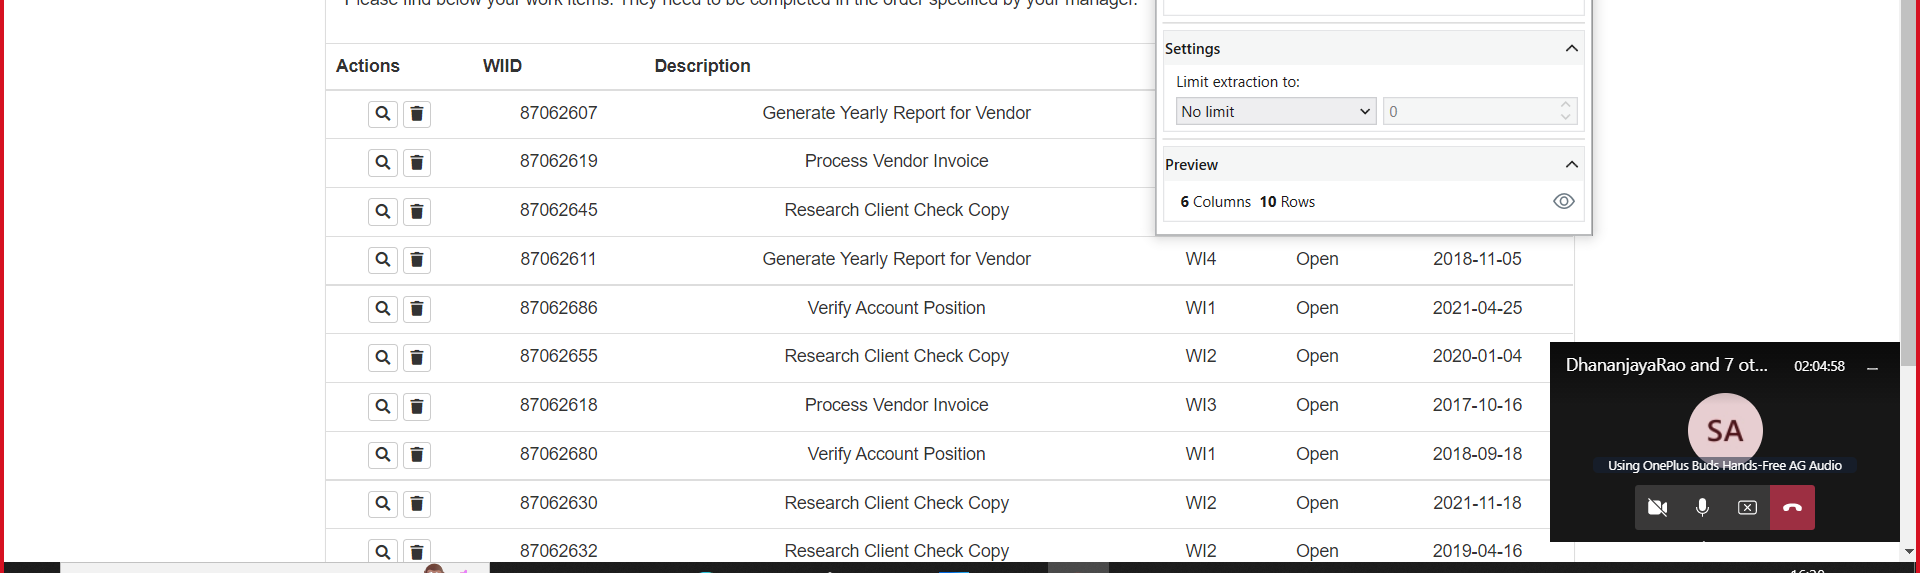 Please find below your work items. They need to be completed in the order specified by your manager.
Actions WIID Description
87062607 Generate Yearly Report for Vendor
87062619 Process Vendor Invoice
87062645 Research Client Check Copy
87062611 Generate Yearly Report for Vendor WI4 Open 2018-11-05
87062686 Verify Account Position WI1 Open 2021-04-25
87062655 Research Client Check Copy WI2 Open 2020-01-04
87062618 Process Vendor Invoice WI3 Open 2017-10-16
87062680 Verify Account Position WI1 Open 2018-09-18
87062630 Research Client Check Copy WI2 Open 2021-11-18
87062632 Research Client Check Copy WI2 Open 2019-04-16
Settings
Limit extraction to:
No limit 0
Preview
6 Columns 10 Rows
DhananjayaRao and 7 ot... 02:04:58
SA
Using OnePlus Buds Hands-Free AG Audio